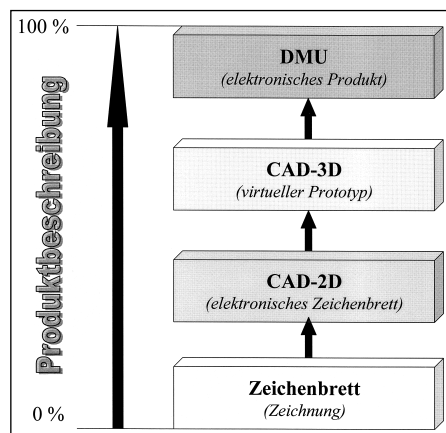 100 %
Produktbeschreibung
0 %
DMU
(elektronisches Produkt)
CAD-3D
(virtueller Prototyp)
CAD-2D
(elektronisches Zeichenbrett)
Zeichenbrett
(Zeichnung)